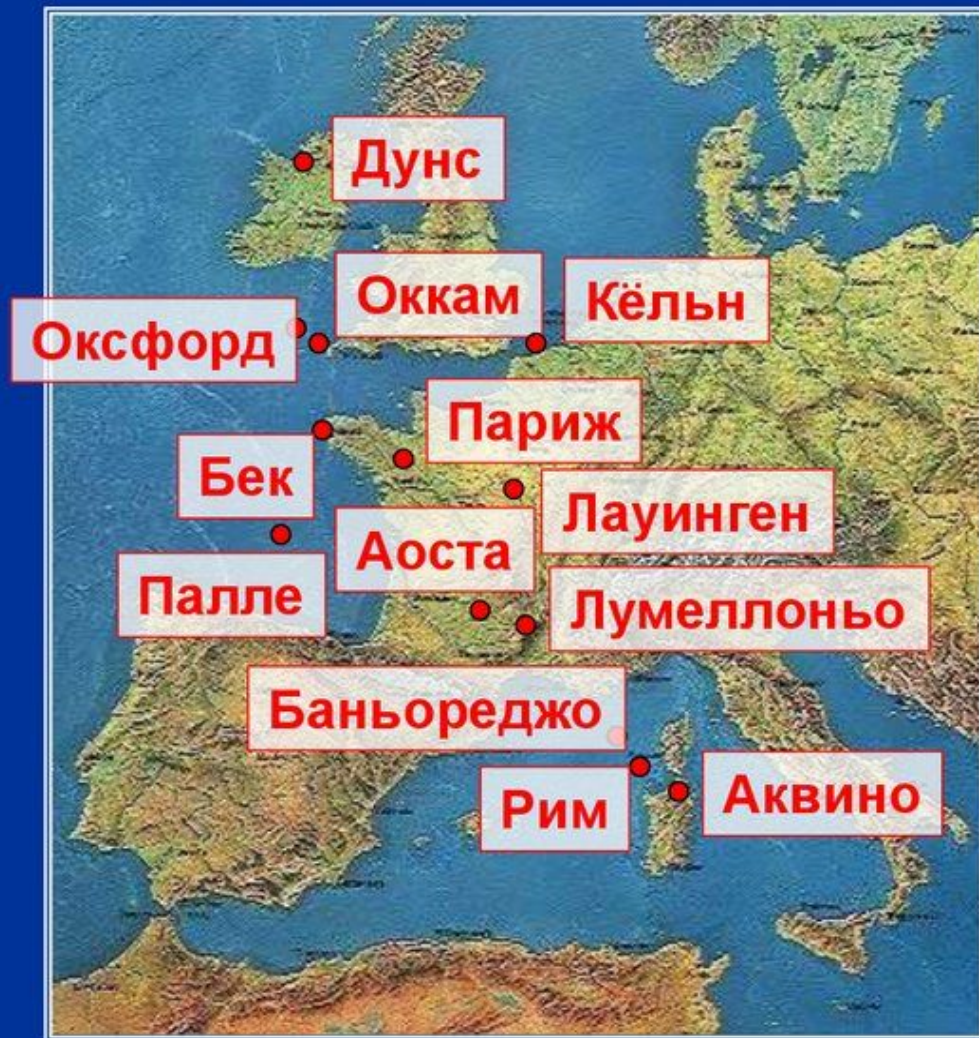 Дунс
Оккам
Кёльн
Оксфорд
Париж
Бек
Лауинген
Аоста
Палле
Лумеллоньо
Баньореджо
Рим
Аквино